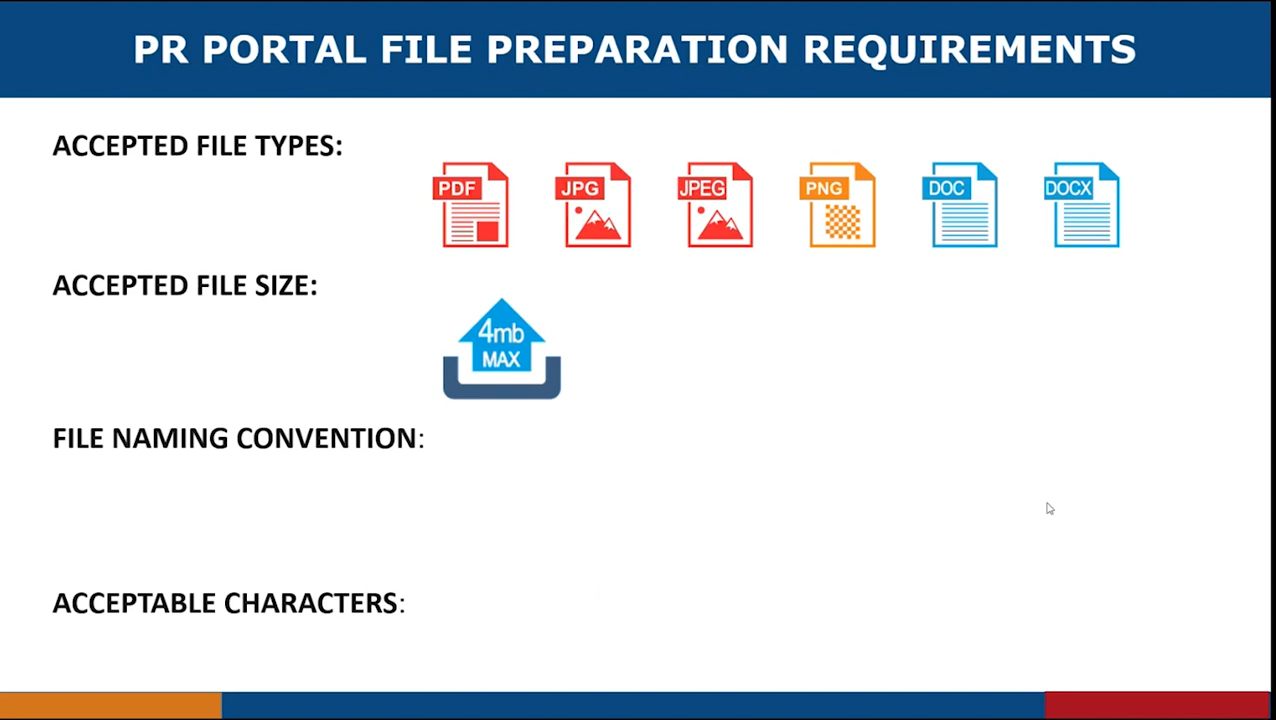 PR PORTAL FILE PREPARATION REQUIREMENTS
ACCEPTED FILE TYPES:
PDF JPG JPEG PNG DOC DOCX
ACCEPTED FILE SIZE:
4mb
MAX
FILE NAMING CONVENTION:
ACCEPTABLE CHARACTERS: